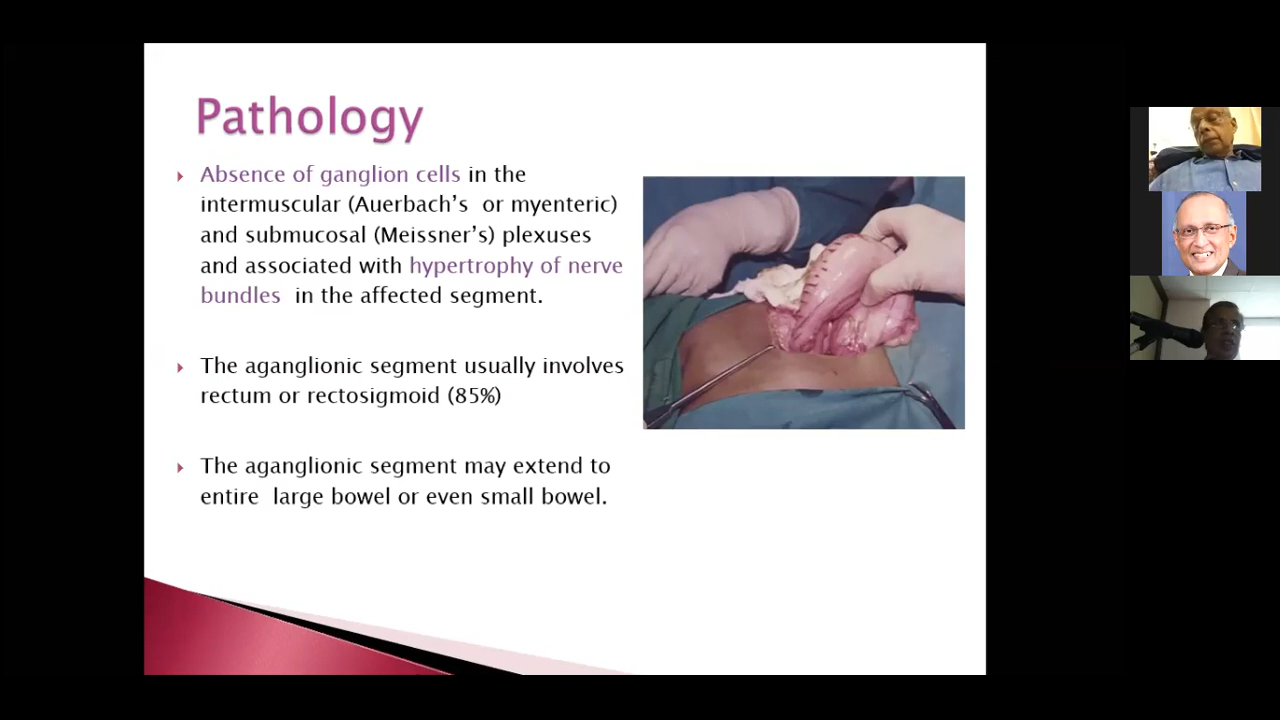 Pathology
Absence of ganglion cells in the
intermuscular (Auerbach's or myenteric)
and submucosal (Meissner's) plexuses
and associated with hypertrophy of nerve
bundles in the affected segment.
The aganglionic segment usually involves
rectum or rectosigmoid (85%)
The aganglionic segment may extend to
entire large bowel or even small bowel.